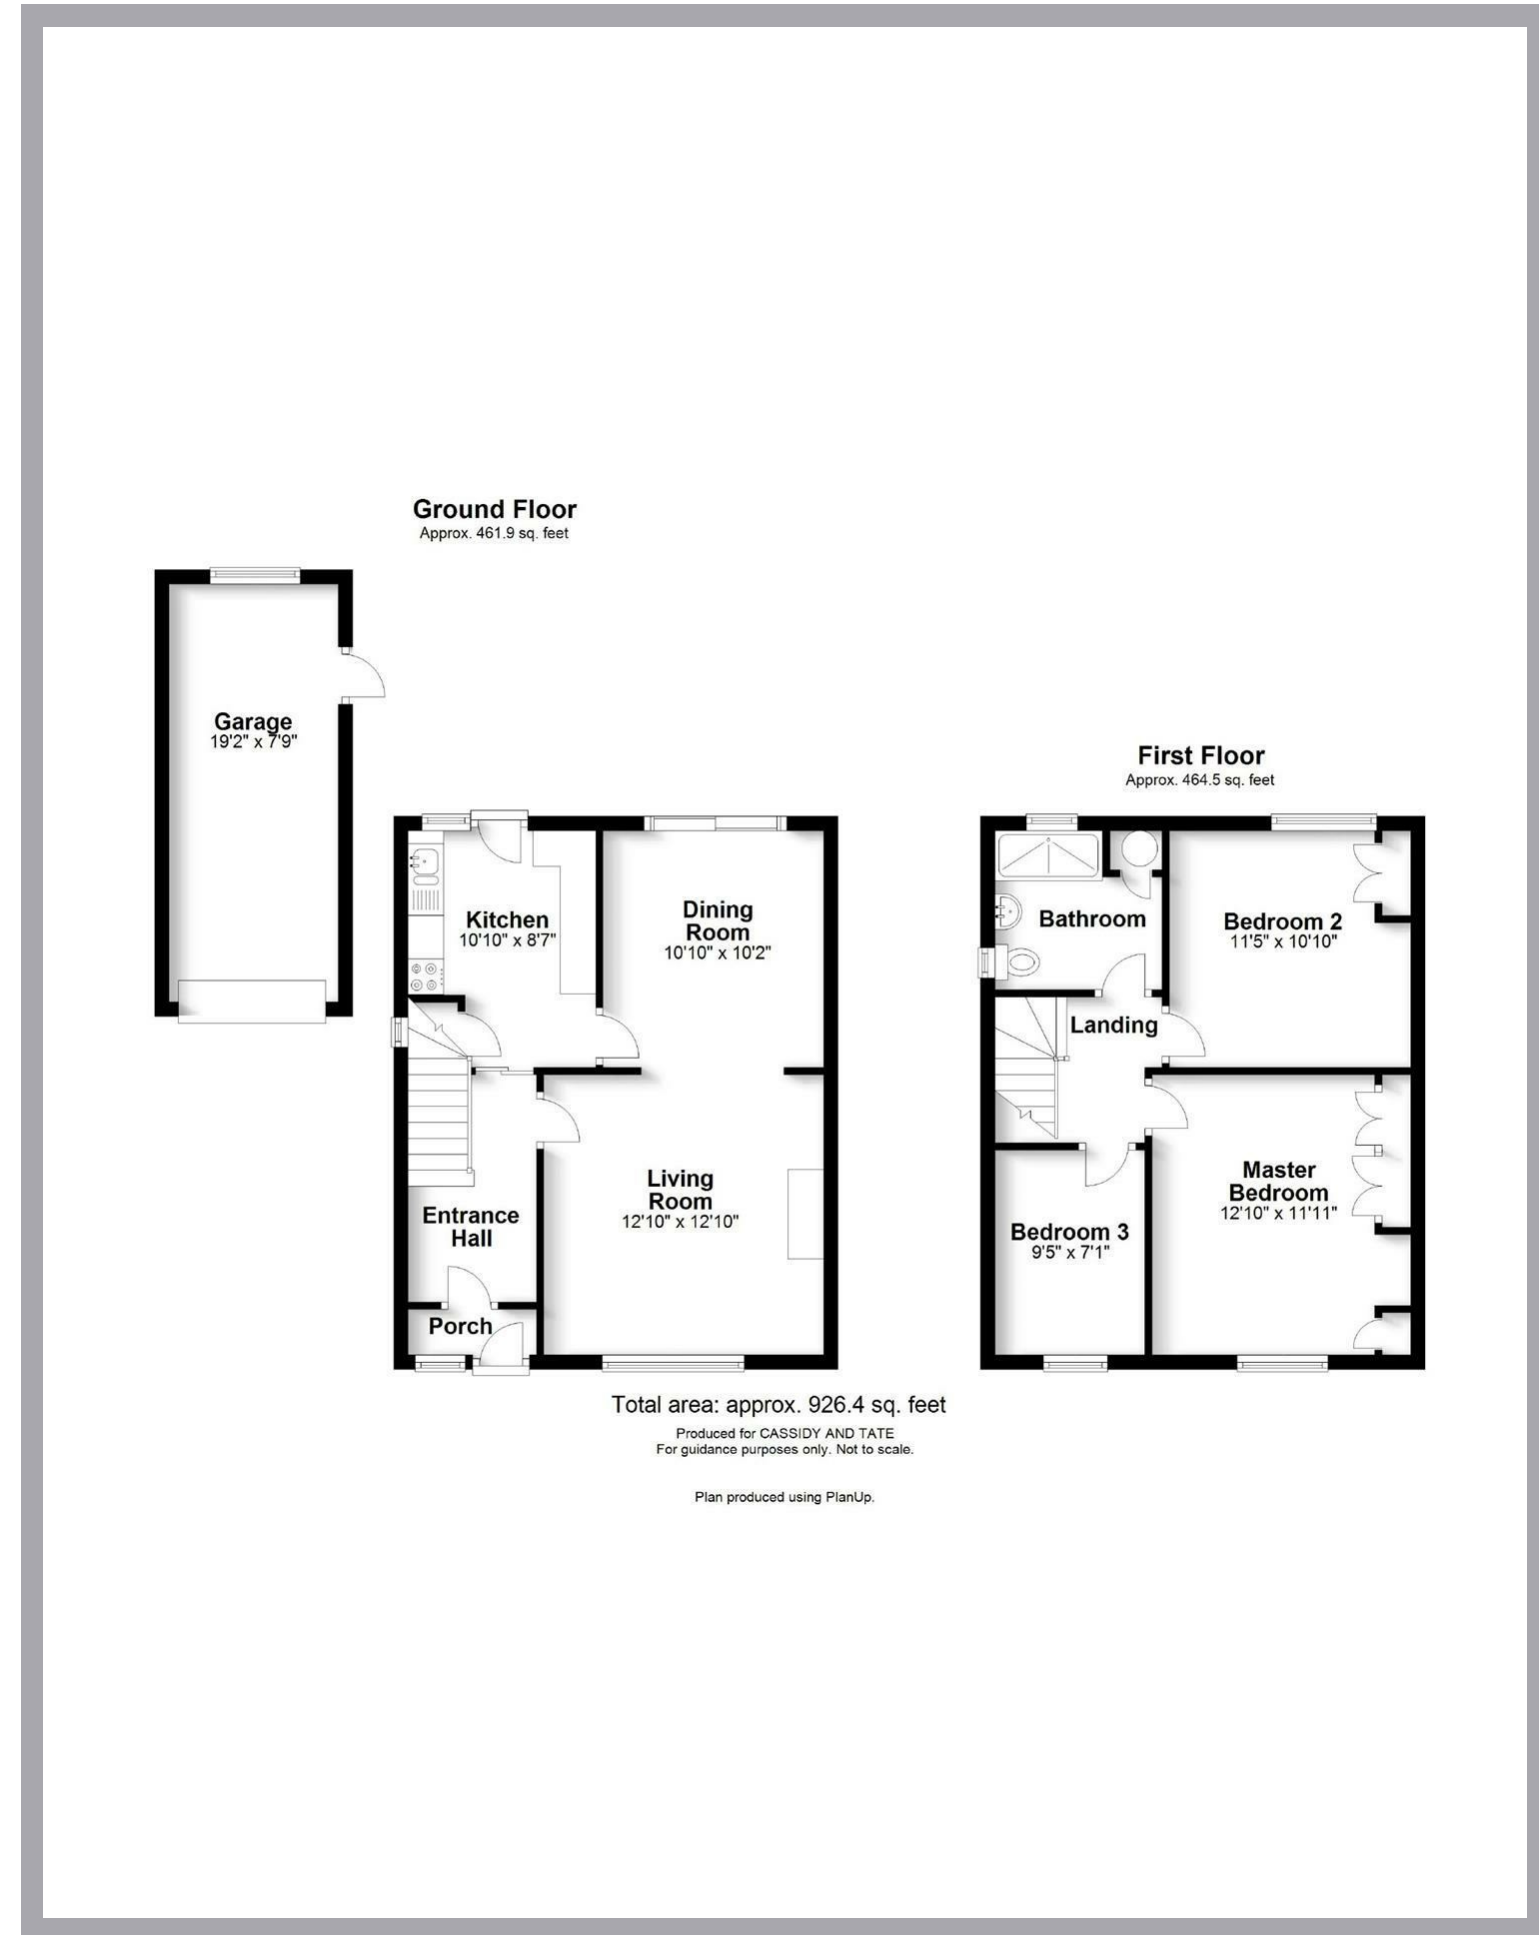 Ground Floor
Approx. 461.9 sq. feet
Garage
19'2" x 7'9"
Kitchen
10'10" x 8'7"
Dining
Room
10'10" x 10'2"
Living
Room
12'10" x 12'10"
Entrance
Hall
Porch
First Floor
Approx. 464.5 sq. feet
Bathroom
Bedroom 2
11'5" x 10'10"
Landing
Master
Bedroom
12'10" x 11'11"
Bedroom 3
9'5" x 7'1"
Total area: approx. 926.4 sq. feet
Produced for CASSIDY AND TATE
For guidance purposes only. Not to scale.
Plan produced using PlanUp.